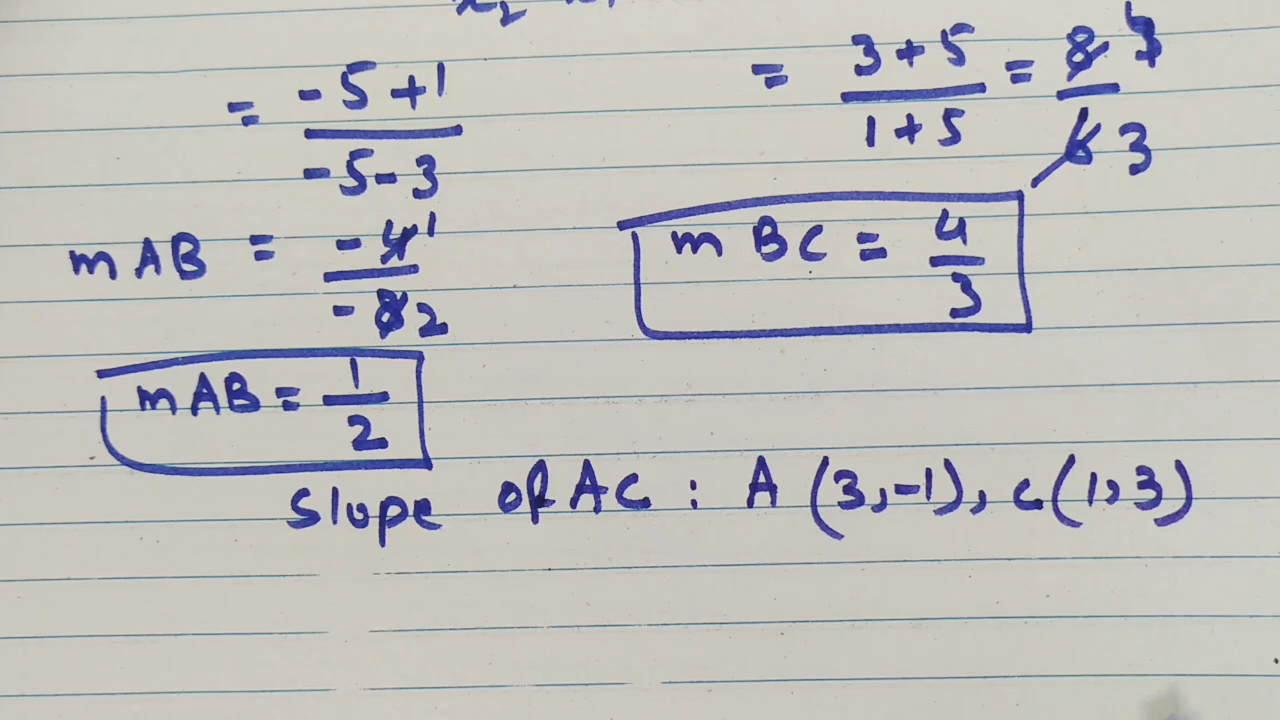 = -5+1 / -5-3
mAB = -4 1 / -8 2
mAB = 1/2
= 3+5 / 1+5 = 8 / 6 3
mBC = 4/3
Slope of AC : A (3,-1), C(1,3)